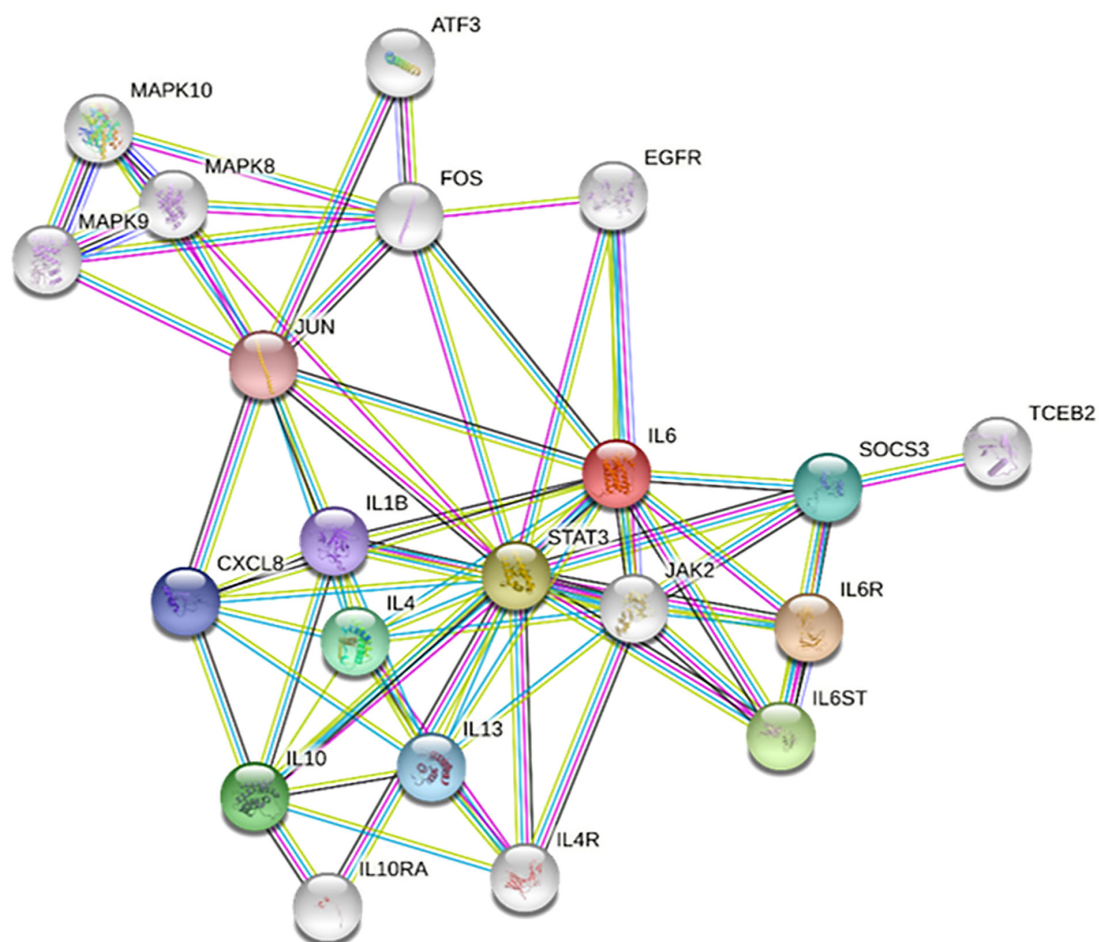 ATF3
MAPK10
MAPK8
EGFR
FOS
MAPK9
JUN
TCEB2
IL6
SOCS3
IL1B
STAT3
CXCL8
JAK2
IL4
IL6R
IL6ST
IL13
IL10
IL4R
IL10RA